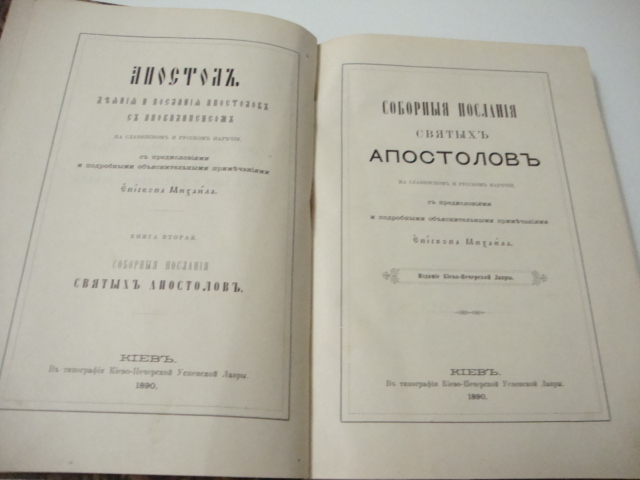 АПОСТОЛЪ.
ДѢЯНІЯ И ПОСЛАНІЯ АПОСТОЛОВЪ
СЪ АПОКАЛИПСИСОМЪ
НА СЛАВЯНСКОМЪ И РУССКОМЪ НАРѢЧІИ,
съ предисловіями
и подробными объяснительными примѣчаніями
Епіскопа Михаила.
КНИГА ВТОРАЯ.
СОБОРНЫЯ ПОСЛАНІЯ
СВЯТЫХЪ АПОСТОЛОВЪ.
КІЕВЪ.
Въ типографіи Кіево-Печерской Успенской Лавры.
1890.
СОБОРНЫЯ ПОСЛАНІЯ
СВЯТЫХЪ
АПОСТОЛОВЪ
НА СЛАВЯНСКОМЪ И РУССКОМЪ НАРѢЧІИ,
съ предисловіями
и подробными объяснительными примѣчаніями
Епіскопа Михаила.
Изданіе Кіево-Печерской Лавры.
КІЕВЪ.
Въ типографіи Кіево-Печерской Успенской Лавры.
1890.